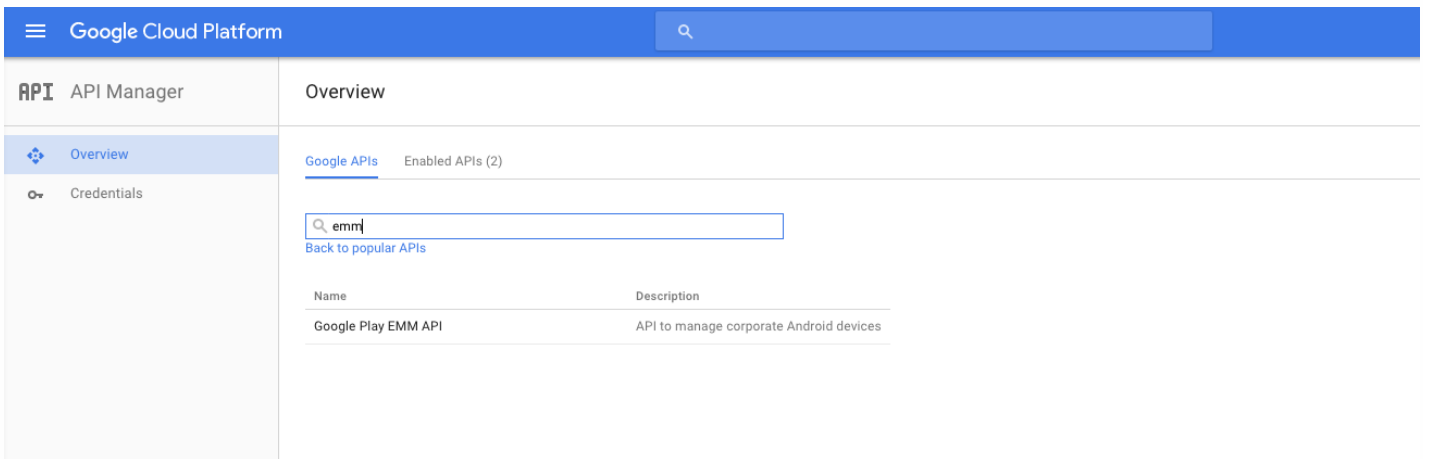 Google Cloud Platform
API API Manager
Overview
Overview
Credentials
Google APIs Enabled APIs (2)
emm
Back to popular APIs
Name Description
Google Play EMM API API to manage corporate Android devices